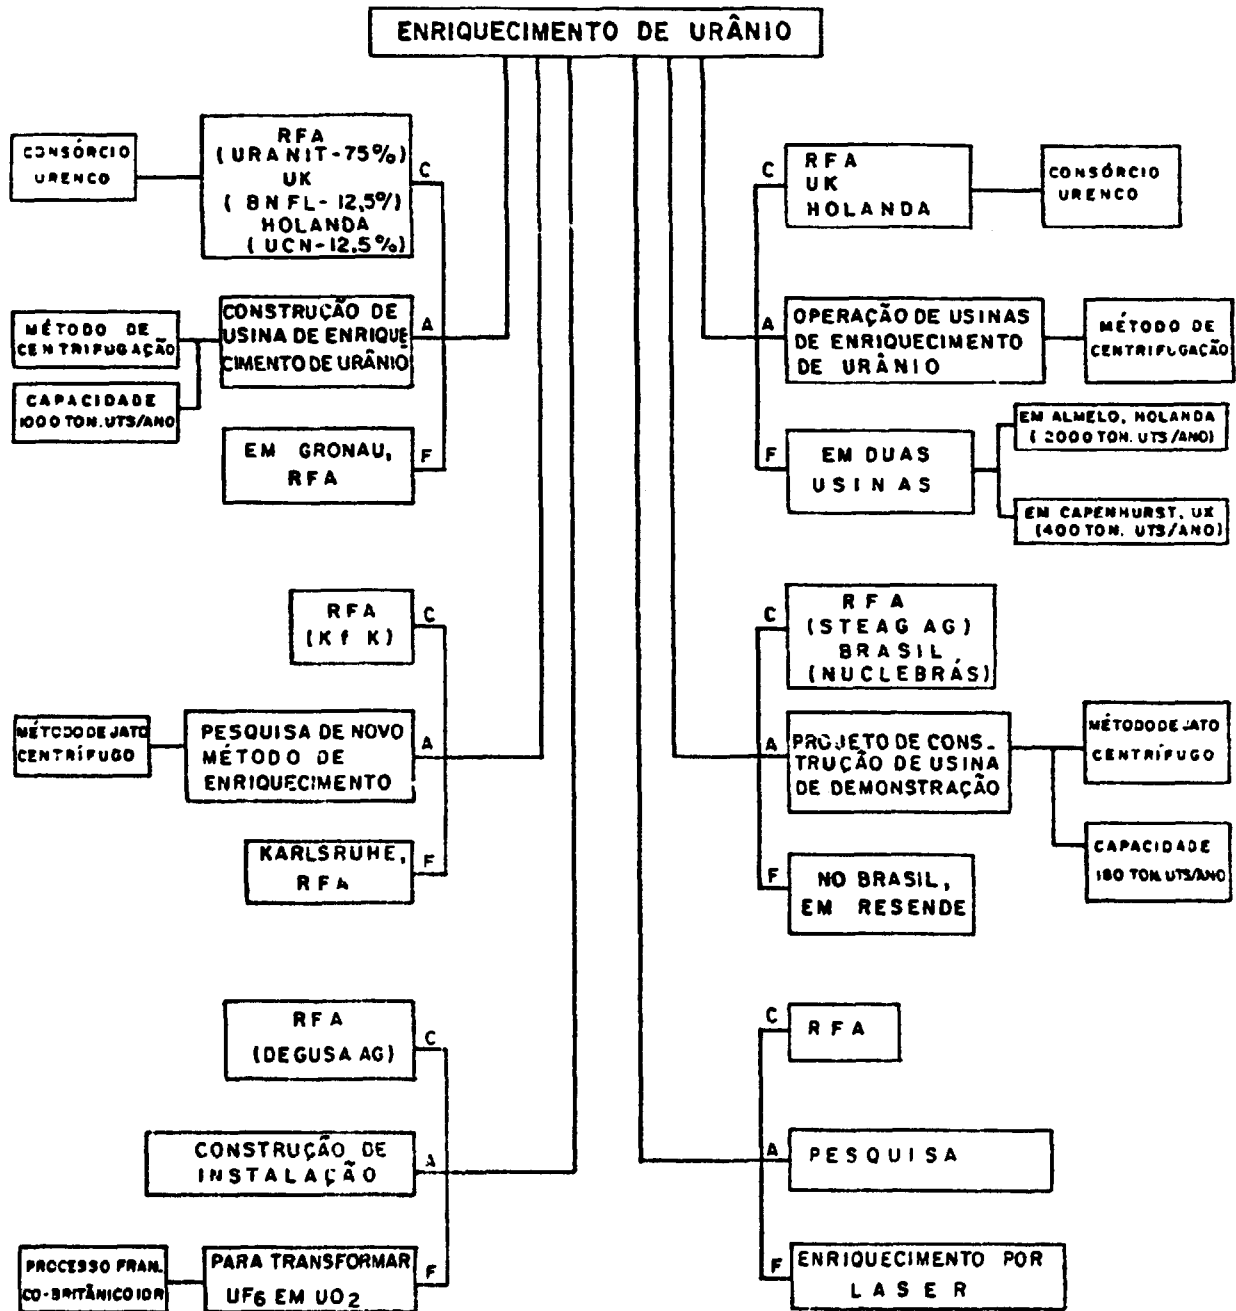 ENRIQUECIMENTO DE URÂNIO
CONSÓRCIO
URENCO
RFA
(URANIT-75%)
UK
(BNFL-12,5%)
HOLANDA
(UCN-12,5%)
C
MÉTODO DE
CENTRIFUGAÇÃO
CAPACIDADE
1000 TON. UTS/ANO
CONSTRUÇÃO DE
USINA DE ENRIQUE
CIMENTO DE URÂNIO
A
EM GRONAU,
RFA
F
C
RFA
UK
HOLANDA
CONSÓRCIO
URENCO
A
OPERAÇÃO DE USINAS
DE ENRIQUECIMENTO
DE URÂNIO
MÉTODO DE
CENTRIFUGAÇÃO
F
EM DUAS
USINAS
EM ALMELO, HOLANDA
(2000 TON. UTS/ANO)
EM CAPENHURST, UK
(400 TON. UTS/ANO)
RFA
(KfK)
C
MÉTODO DE JATO
CENTRÍFUGO
PESQUISA DE NOVO
MÉTODO DE
ENRIQUECIMENTO
A
KARLSRUHE,
RFA
F
C
RFA
(STEAG AG)
BRASIL
(NUCLEBRÁS)
A
PROJETO DE CONS_
TRUÇÃO DE USINA
DE DEMONSTRAÇÃO
MÉTODO DE JATO
CENTRÍFUGO
CAPACIDADE
180 TON. UTS/ANO
F
NO BRASIL,
EM RESENDE
RFA
(DEGUSA AG)
C
CONSTRUÇÃO DE
INSTALAÇÃO
A
PROCESSO FRAN.
CO-BRITÂNICO IDR
PARA TRANSFORMAR
UF6 EM UO2
F
C
RFA
A
PESQUISA
F
ENRIQUECIMENTO POR
LASER